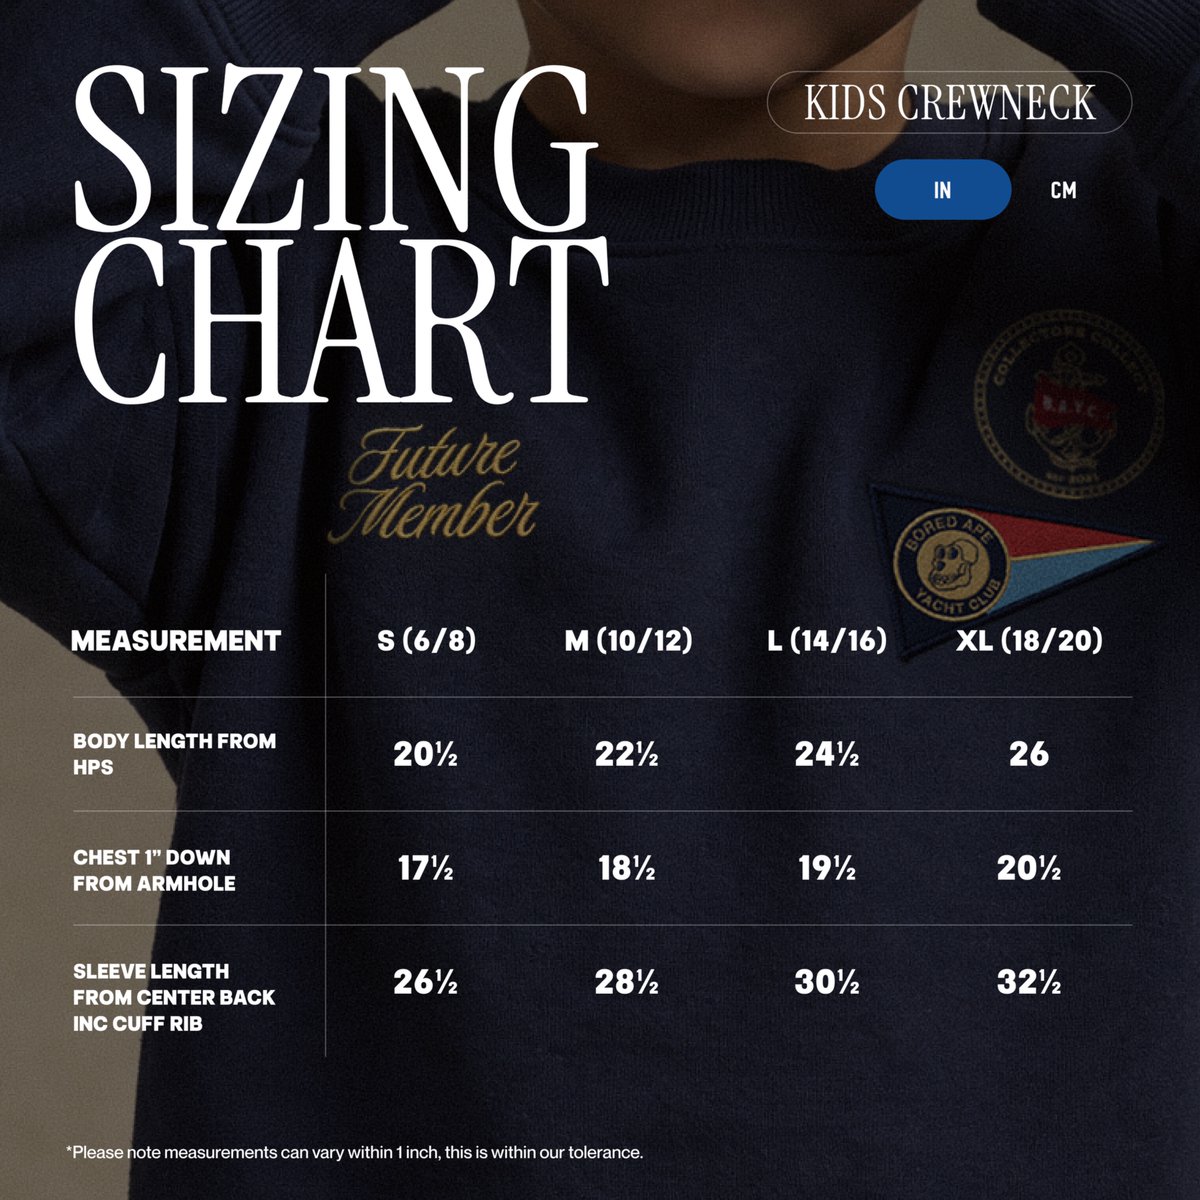 SIZING
CHART
KIDS CREWNECK
IN CM
COLLECTORS COLLECT
B.A.Y.C.
EST 2021
Future
Member
BORED APE
YACHT CLUB
MEASUREMENT S (6/8) M (10/12) L (14/16) XL (18/20)
BODY LENGTH FROM
HPS
20½ 22½ 24½ 26
CHEST 1” DOWN
FROM ARMHOLE
17½ 18½ 19½ 20½
SLEEVE LENGTH
FROM CENTER BACK
INC CUFF RIB
26½ 28½ 30½ 32½
*Please note measurements can vary within 1 inch, this is within our tolerance.